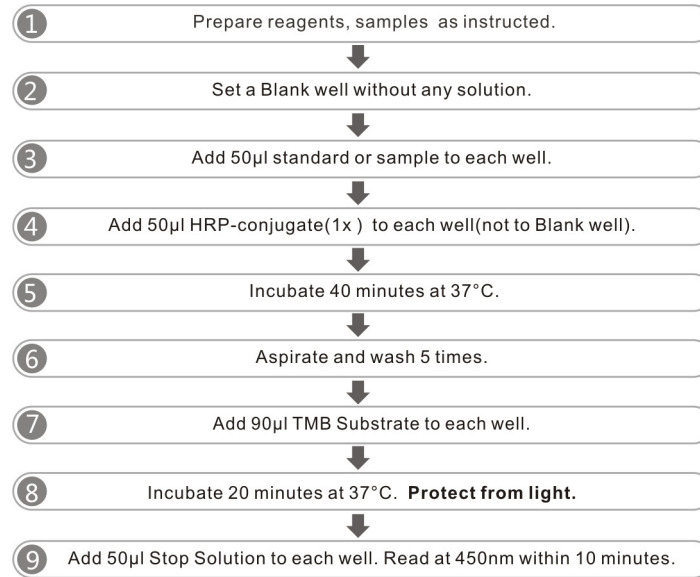 1 Prepare reagents, samples as instructed.
2 Set a Blank well without any solution.
3 Add 50µl standard or sample to each well.
4 Add 50µl HRP-conjugate(1x ) to each well(not to Blank well).
5 Incubate 40 minutes at 37°C.
6 Aspirate and wash 5 times.
7 Add 90µl TMB Substrate to each well.
8 Incubate 20 minutes at 37°C. Protect from light.
9 Add 50µl Stop Solution to each well. Read at 450nm within 10 minutes.